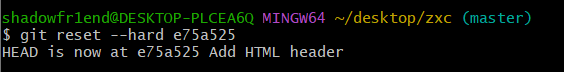 shadowfr1end@DESKTOP-PLCEA6Q MINGW64 ~/desktop/zxc (master)
$ git reset --hard e75a525
HEAD is now at e75a525 Add HTML header